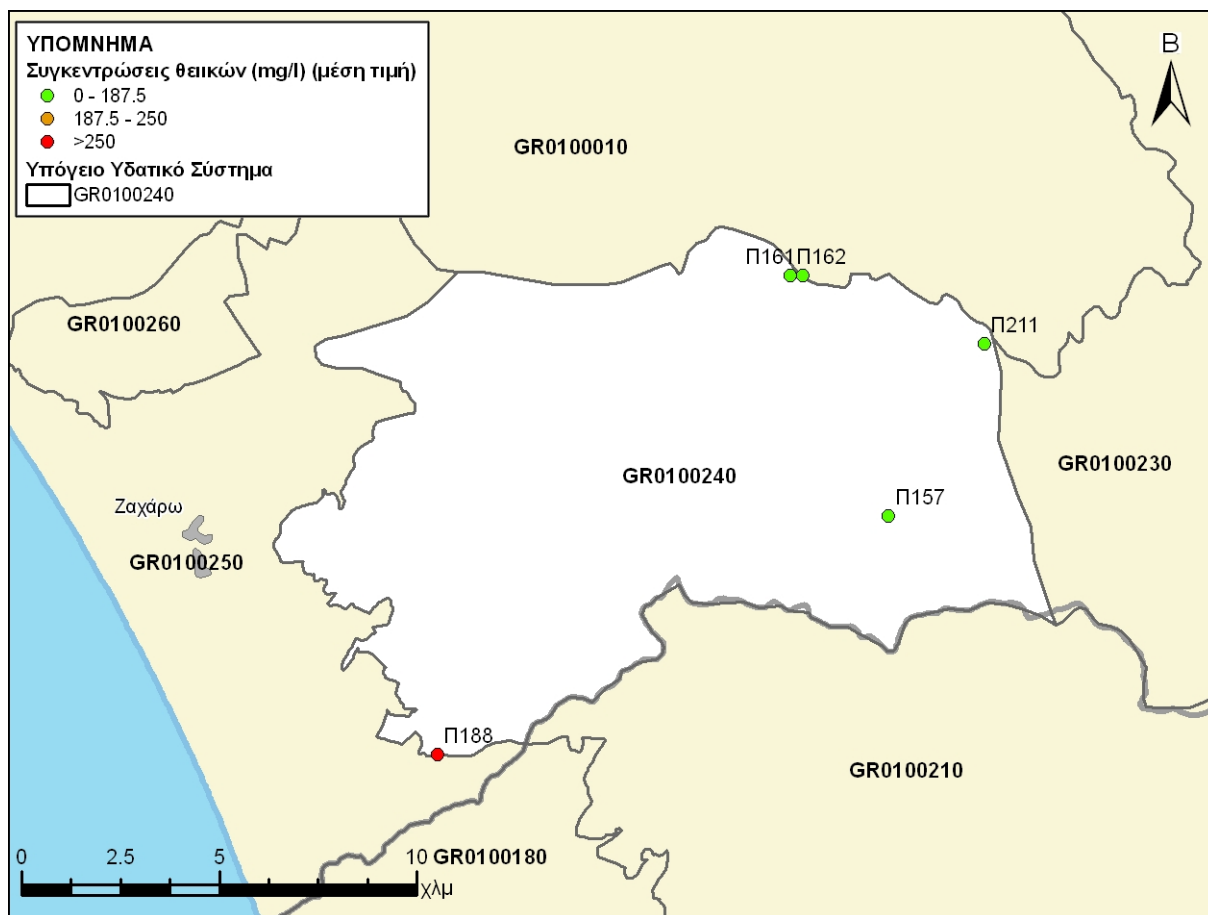 ΥΠΟΜΝΗΜΑ
Συγκεντρώσεις θειικών (mg/l) (μέση τιμή)
0 - 187.5
187.5 - 250
>250
Υπόγειο Υδατικό Σύστημα
GR0100240
Β
GR0100010
Π161 Π162
GR0100260
Π211
GR0100240
GR0100230
Ζαχάρω
Π157
GR0100250
Π188
GR0100210
0 2.5 5 10
χλμ
GR0100180